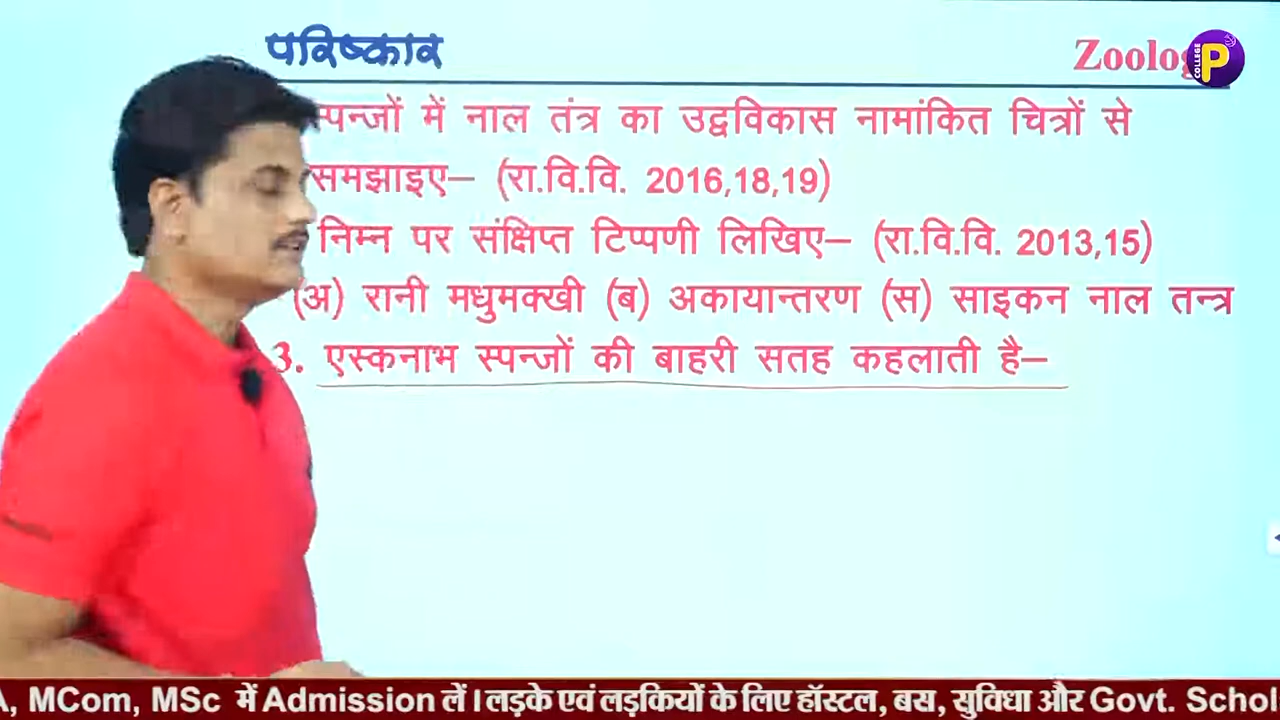 परिष्कार
Zoolog
COLLEGE P
स्पन्जों में नाल तंत्र का उद्वविकास नामांकित चित्रों से
समझाइए– (रा.वि.वि. 2016,18,19)
निम्न पर संक्षिप्त टिप्पणी लिखिए– (रा.वि.वि. 2013,15)
(अ) रानी मधुमक्खी (ब) अकायान्तरण (स) साइकन नाल तन्त्र
3. एस्कनाभ स्पन्जों की बाहरी सतह कहलाती है–
A, MCom, MSc में Admission लें । लड़के एवं लड़कियों के लिए हॉस्टल, बस, सुविधा और Govt. Schol